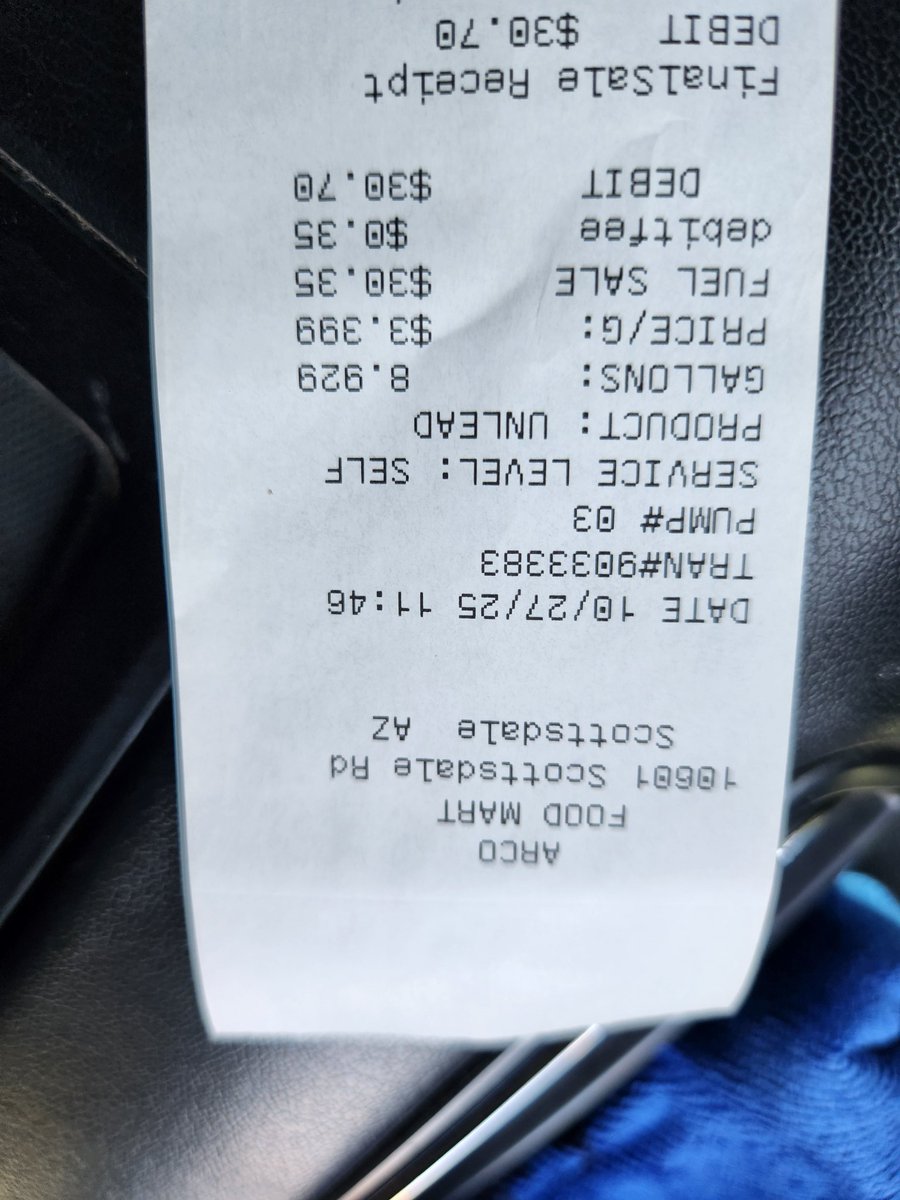 ARCO
FOOD MART
10601 Scottsdale Rd
Scottsdale AZ
DATE 10/27/25 11:46
TRAN#9033383
PUMP# 03
SERVICE LEVEL: SELF
PRODUCT: UNLEAD
GALLONS: 8.929
PRICE/G: $3.399
FUEL SALE $30.35
debitfee $0.35
DEBIT $30.70
FinalSale Receipt
DEBIT $30.70